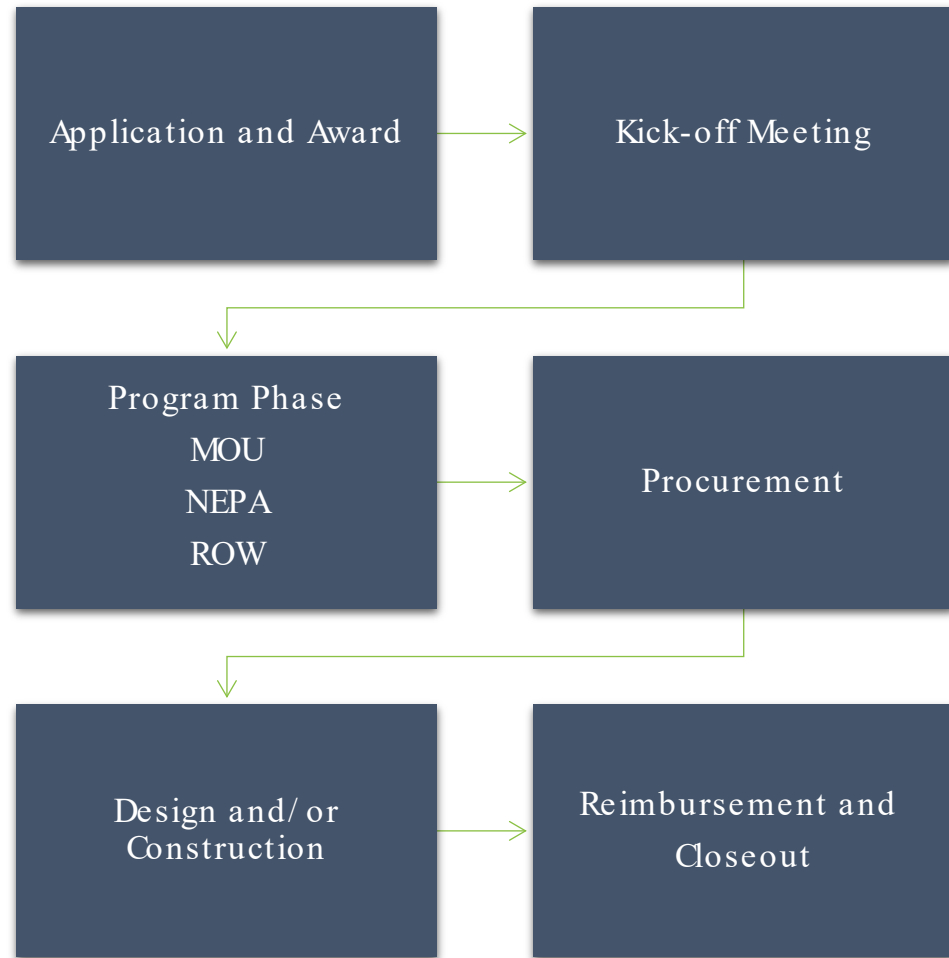 Application and Award
Kick-off Meeting
Program Phase
MOU
NEPA
ROW
Procurement
Design and/or
Construction
Reimbursement and
Closeout